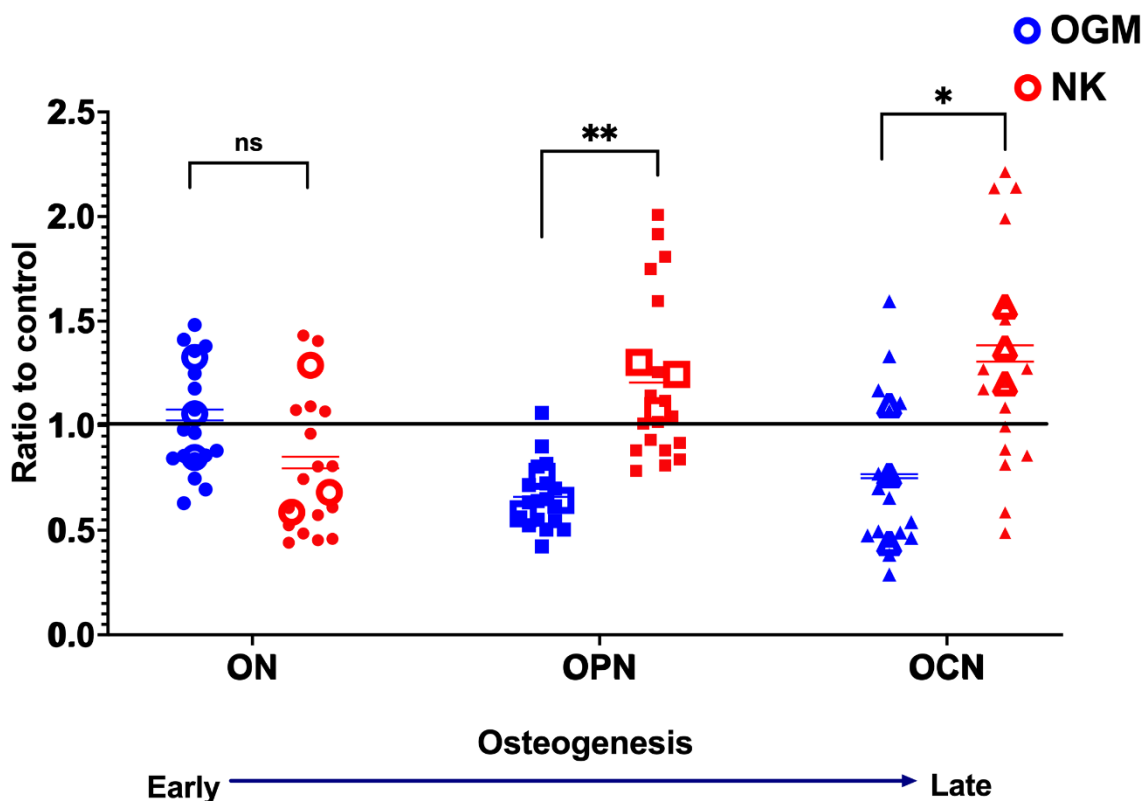 OGM
NK
2.5
2.0
1.5
1.0
0.5
0.0
Ratio to control
ns
**
*
ON OPN OCN
Osteogenesis
Early Late